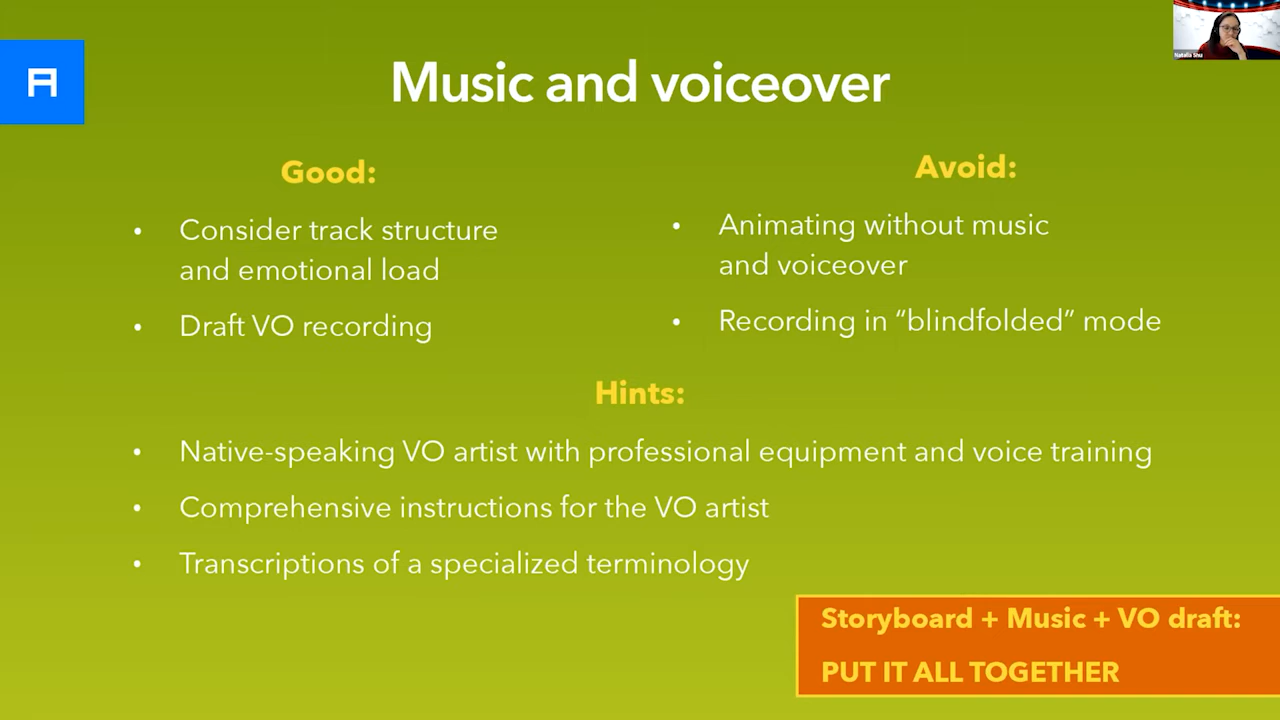 Music and voiceover
Natalia Shu
Good:
• Consider track structure
and emotional load
• Draft VO recording
Avoid:
• Animating without music
and voiceover
• Recording in “blindfolded” mode
Hints:
• Native-speaking VO artist with professional equipment and voice training
• Comprehensive instructions for the VO artist
• Transcriptions of a specialized terminology
Storyboard + Music + VO draft:
PUT IT ALL TOGETHER